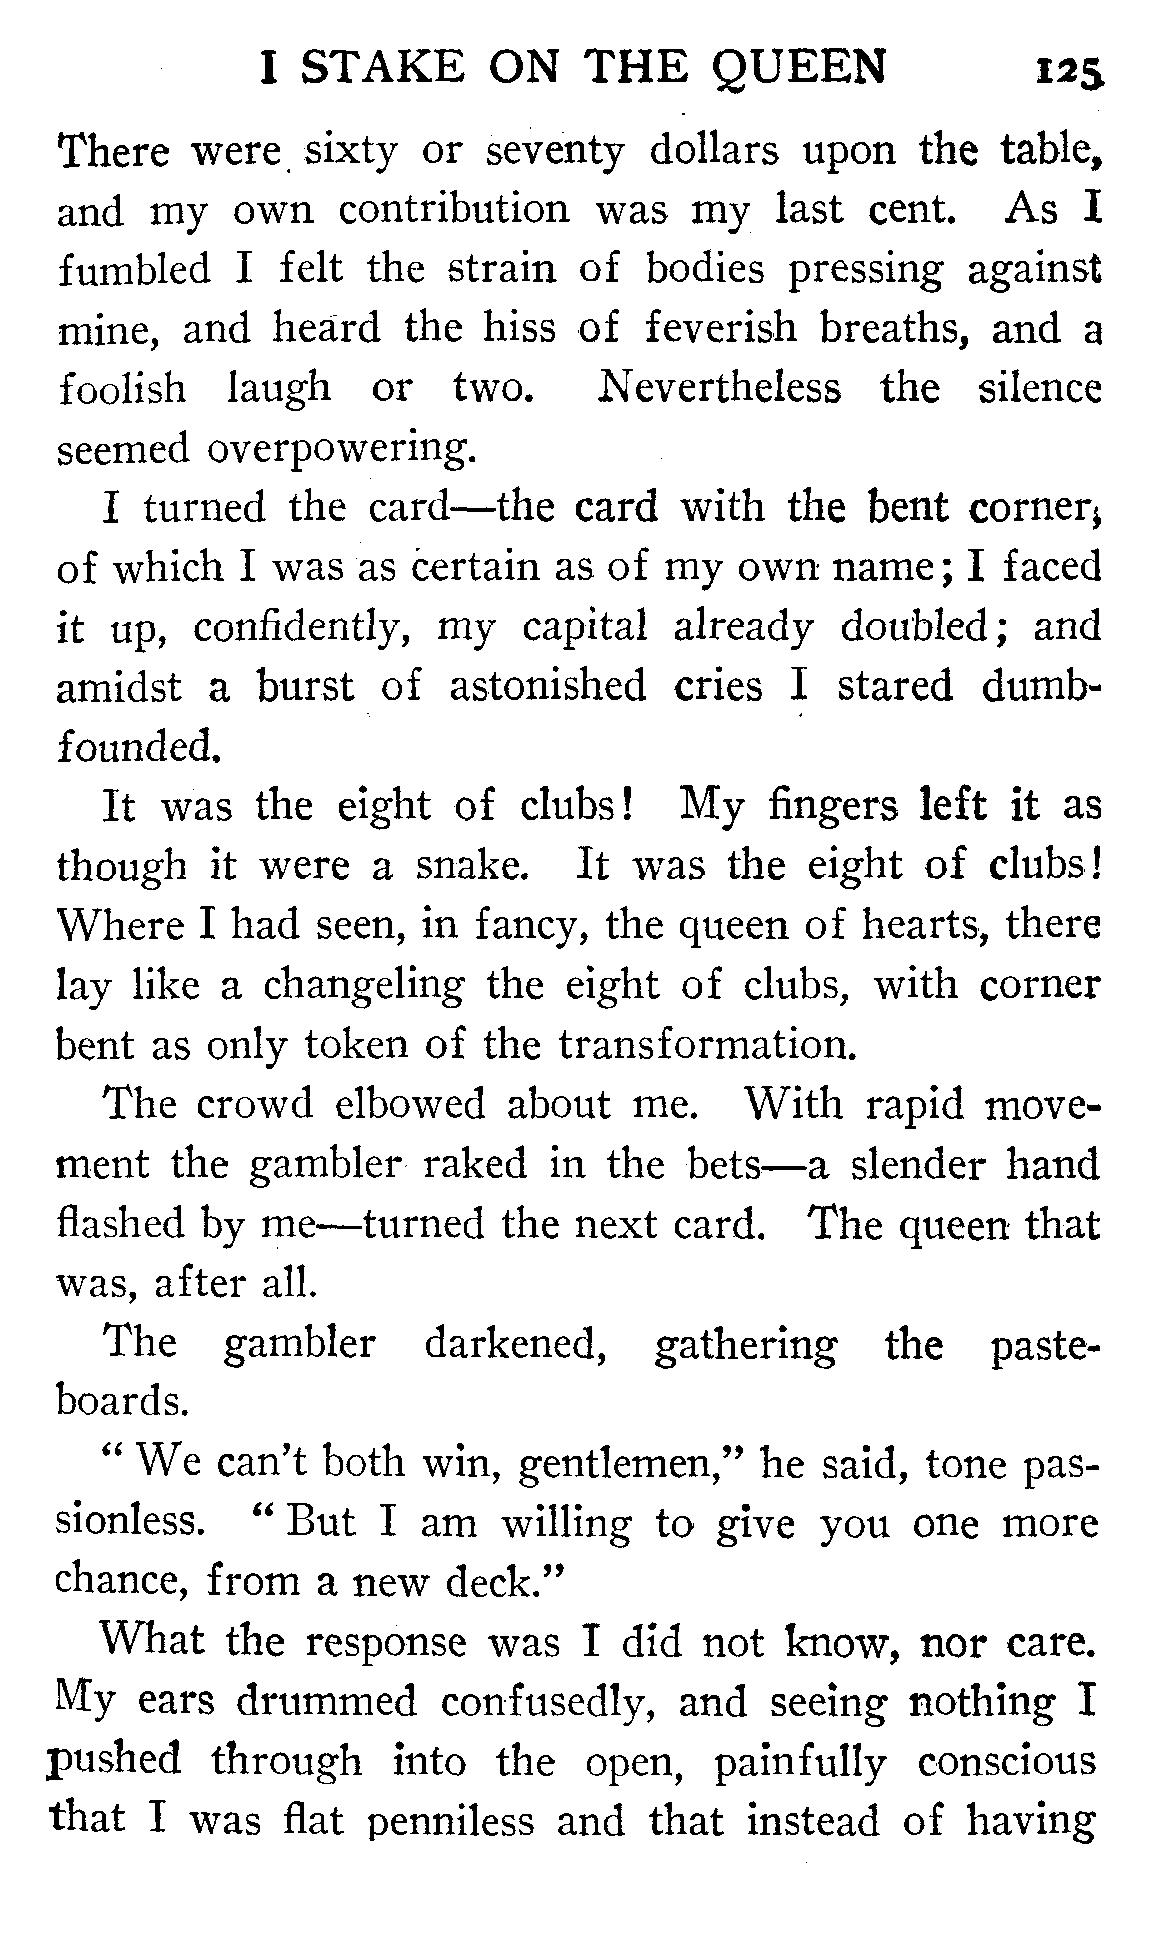 I STAKE ON THE QUEEN 125
There were sixty or seventy dollars upon the table,
and my own contribution was my last cent. As I
fumbled I felt the strain of bodies pressing against
mine, and heard the hiss of feverish breaths, and a
foolish laugh or two. Nevertheless the silence
seemed overpowering.
I turned the card—the card with the bent corner,
of which I was as certain as of my own name; I faced
it up, confidently, my capital already doubled; and
amidst a burst of astonished cries I stared dumb-
founded.
It was the eight of clubs! My fingers left it as
though it were a snake. It was the eight of clubs!
Where I had seen, in fancy, the queen of hearts, there
lay like a changeling the eight of clubs, with corner
bent as only token of the transformation.
The crowd elbowed about me. With rapid move-
ment the gambler raked in the bets—a slender hand
flashed by me—turned the next card. The queen that
was, after all.
The gambler darkened, gathering the paste-
boards.
“ We can't both win, gentlemen,” he said, tone pas-
sionless. “ But I am willing to give you one more
chance, from a new deck.”
What the response was I did not know, nor care.
My ears drummed confusedly, and seeing nothing I
pushed through into the open, painfully conscious
that I was flat penniless and that instead of having